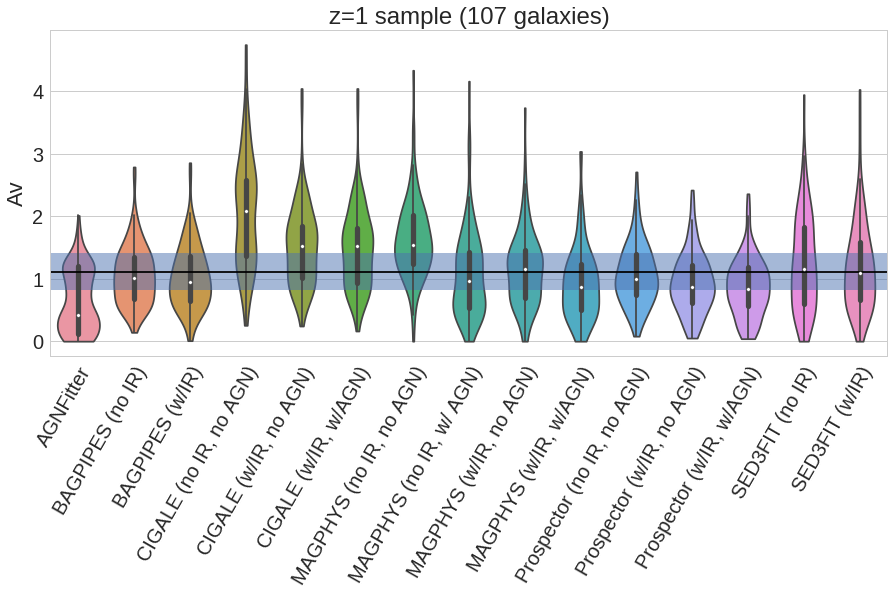 z=1 sample (107 galaxies)
Av
4
3
2
1
0
AGNFitter
BAGPIPES (no IR)
BAGPIPES (w/IR)
CIGALE (no IR, no AGN)
CIGALE (w/IR, no AGN)
CIGALE (w/IR, w/AGN)
MAGPHYS (no IR, no AGN)
MAGPHYS (no IR, w/ AGN)
MAGPHYS (w/IR, no AGN)
MAGPHYS (w/IR, w/AGN)
Prospector (no IR, no AGN)
Prospector (w/IR, no AGN)
Prospector (w/IR, w/AGN)
SED3FIT (no IR)
SED3FIT (w/IR)